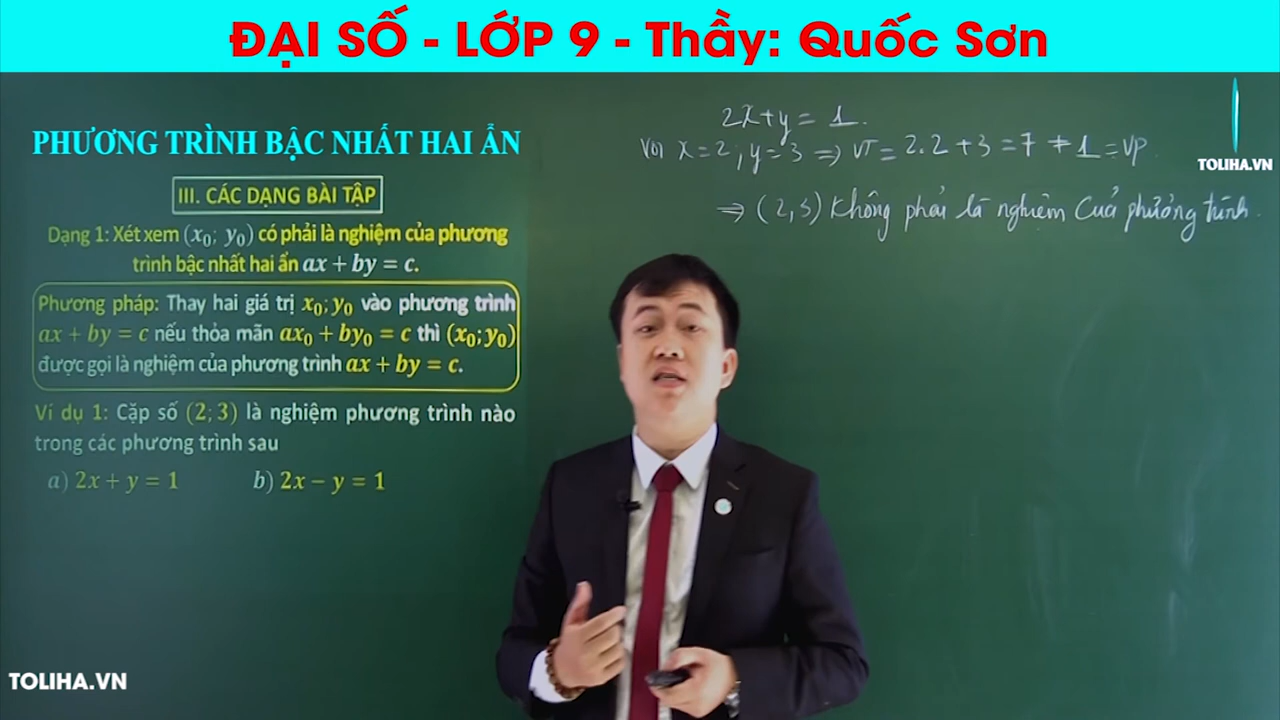 ĐẠI SỐ - LỚP 9 - Thầy: Quốc Sơn
PHƯƠNG TRÌNH BẬC NHẤT HAI ẨN
III. CÁC DẠNG BÀI TẬP
Dạng 1: Xét xem (x₀; y₀) có phải là nghiệm của phương
trình bậc nhất hai ẩn ax + by = c.
Phương pháp: Thay hai giá trị x₀; y₀ vào phương trình
ax + by = c nếu thỏa mãn ax₀ + by₀ = c thì (x₀; y₀)
được gọi là nghiệm của phương trình ax + by = c.
Ví dụ 1: Cặp số (2; 3) là nghiệm phương trình nào
trong các phương trình sau
a) 2x + y = 1 b) 2x − y = 1
2x+y = 1.
Với x=2; y=3 ⇒ VT = 2.2 + 3 = 7 ≠ 1 = VP.
⇒ (2,3) Không phải là nghiệm của phương trình.
TOLIHA.VN
TOLIHA.VN